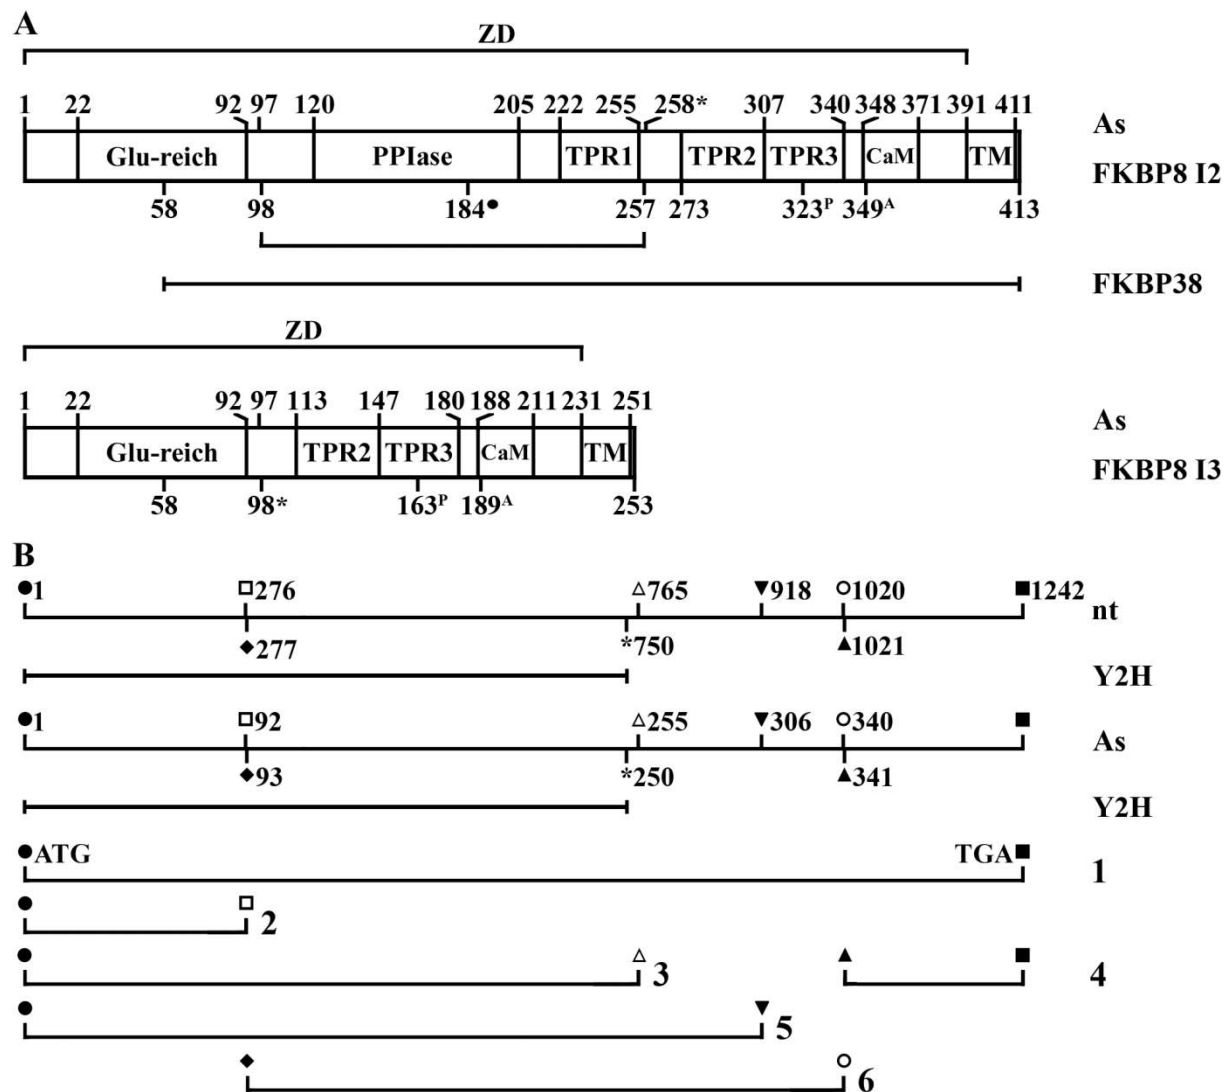 A
ZD
1 22 92 97 120 205 222 255 258* 307 340 348 371 391 411
As
Glu-reich PPIase TPR1 TPR2 TPR3 CaM TM
FKBP8 I2
58 98 184● 257 273 323ᴾ 349ᴬ 413
FKBP38
ZD
1 22 92 97 113 147 180 188 211 231 251
As
Glu-reich TPR2 TPR3 CaM TM
FKBP8 I3
58 98* 163ᴾ 189ᴬ 253
B
●1 □276 △765 ▼918 ○1020 ■1242
nt
◆277 *750 ▲1021
Y2H
●1 □92 △255 ▼306 ○340 ■
As
◆93 *250 ▲341
Y2H
●ATG TGA■
1
● □
2
● △ ▲ ■
3 4
● ▼
5
◆ ○
6